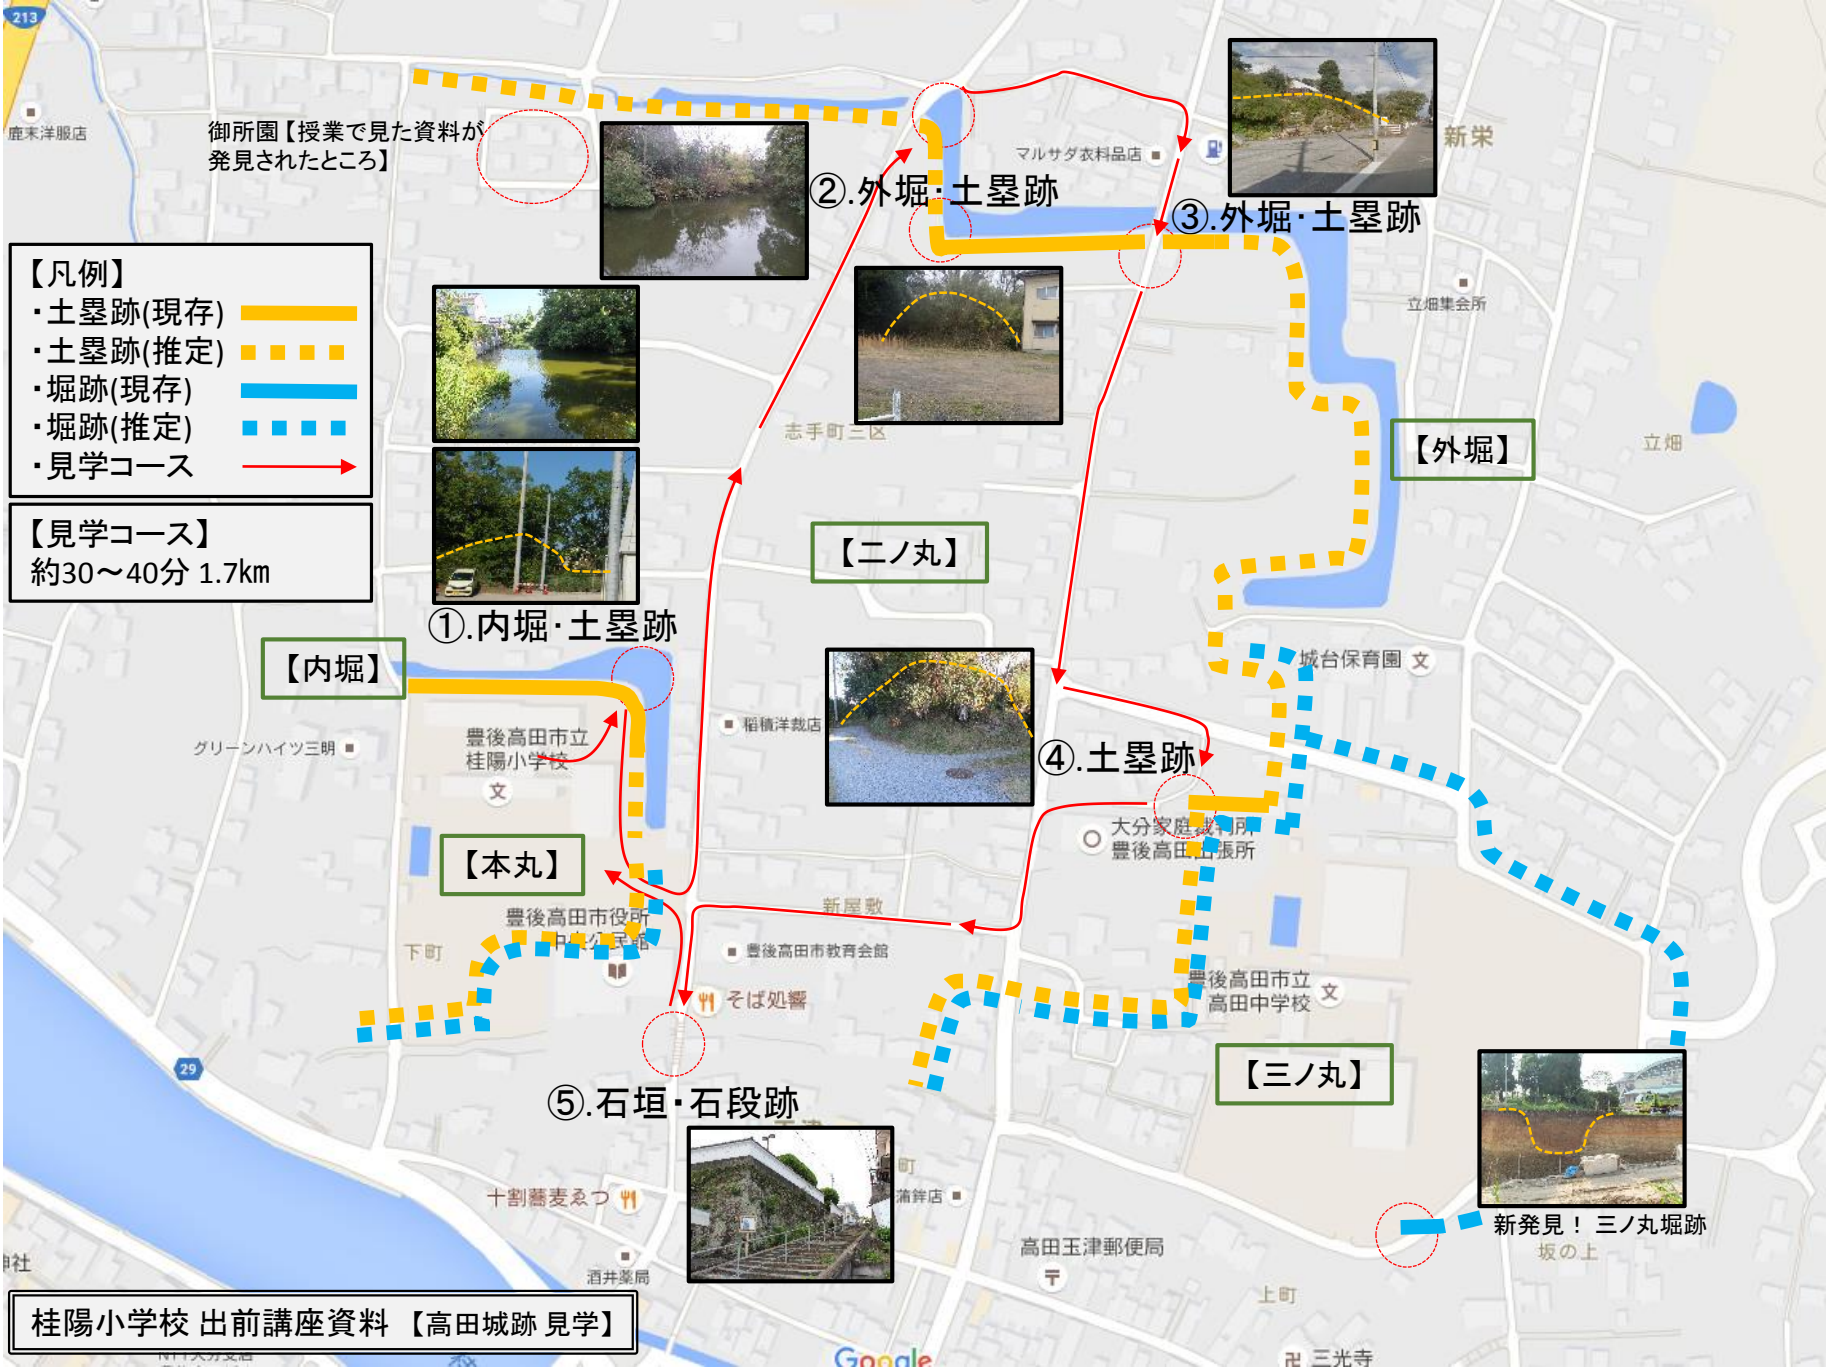 213
鹿末洋服店
御所園【授業で見た資料が
発見されたところ】
マルサダ衣料品店
新栄
②.外堀・土塁跡
③.外堀・土塁跡
【凡例】
・土塁跡(現存)
・土塁跡(推定)
・堀跡(現存)
・堀跡(推定)
・見学コース
立畑集会所
志手町三区
【外堀】
立畑
【見学コース】
約30～40分 1.7㎞
【二ノ丸】
①.内堀・土塁跡
【内堀】
城台保育園
文
グリーンハイツ三明
豊後高田市立
桂陽小学校
文
稲積洋裁店
④.土塁跡
大分家庭裁判所
豊後高田出張所
【本丸】
新屋敷
豊後高田市役所
中央公民館
下町
豊後高田市教育会館
そば処響
豊後高田市立
高田中学校
文
29
【三ノ丸】
⑤.石垣・石段跡
町
蒲鉾店
十割蕎麦ゑつ
新発見！ 三ノ丸堀跡
坂の上
高田玉津郵便局
〒
神社
酒井薬局
上町
桂陽小学校 出前講座資料 【高田城跡 見学】
Google
卍 三光寺